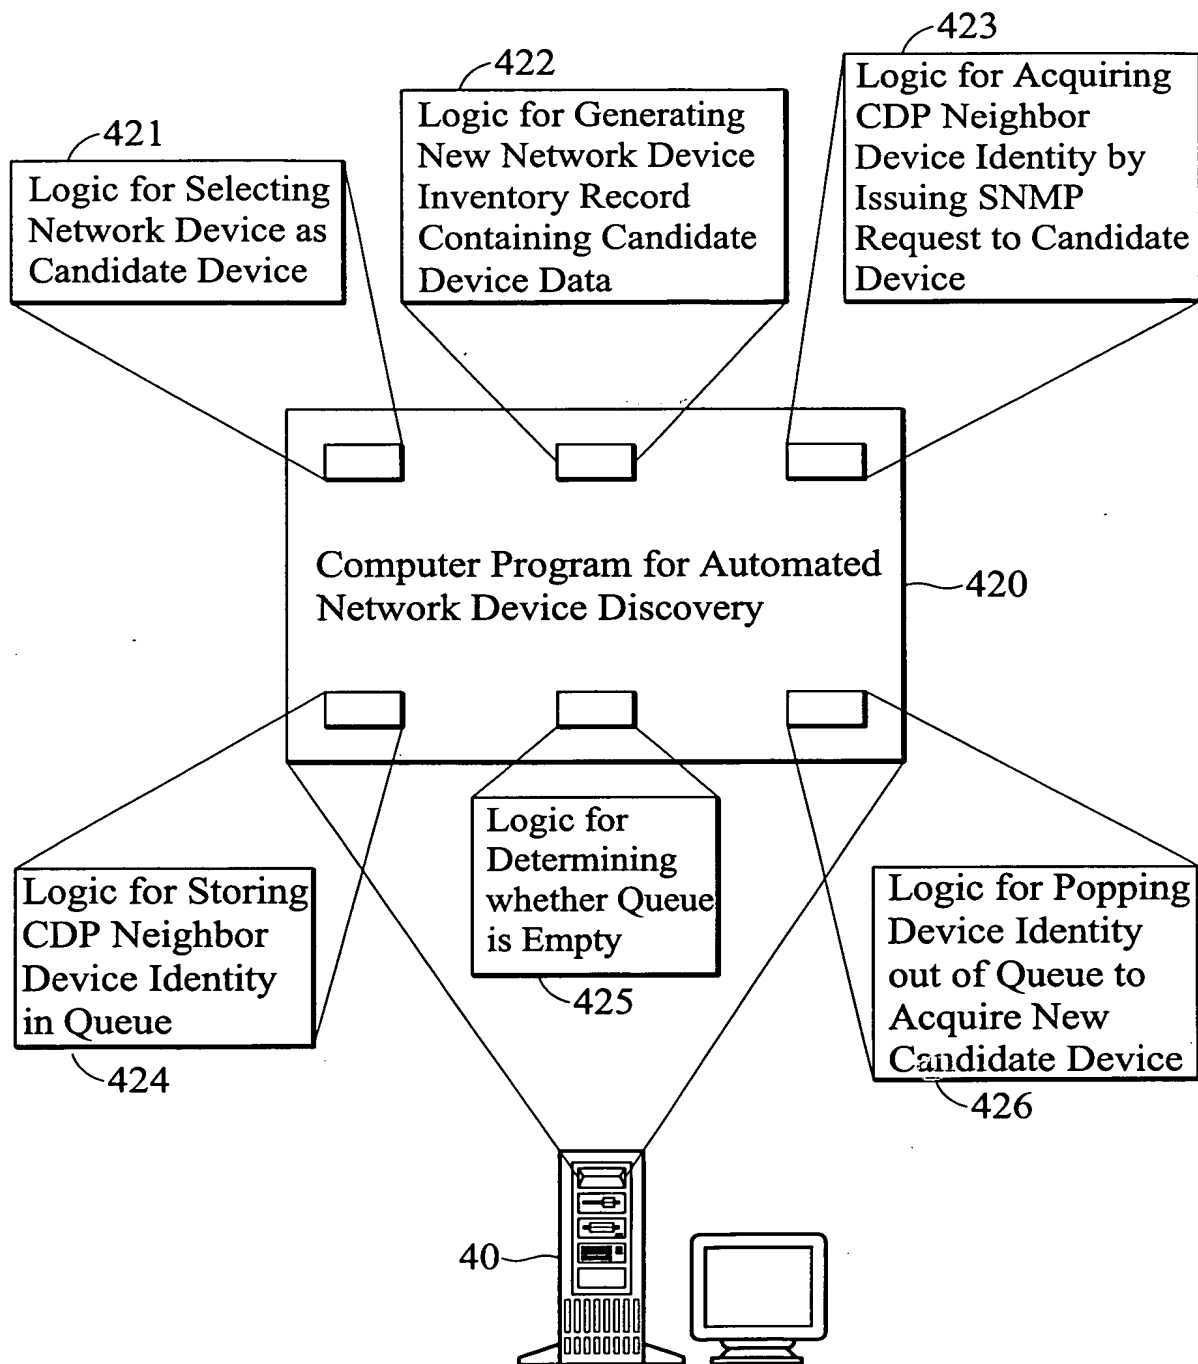 421
Logic for Selecting
Network Device as
Candidate Device
422
Logic for Generating
New Network Device
Inventory Record
Containing Candidate
Device Data
423
Logic for Acquiring
CDP Neighbor
Device Identity by
Issuing SNMP
Request to Candidate
Device
Computer Program for Automated
Network Device Discovery
420
Logic for Storing
CDP Neighbor
Device Identity
in Queue
424
Logic for
Determining
whether Queue
is Empty
425
Logic for Popping
Device Identity
out of Queue to
Acquire New
Candidate Device
426
40